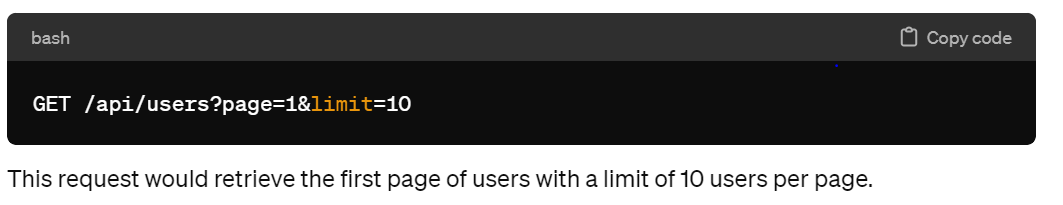 bash
Copy code
GET /api/users?page=1&limit=10
This request would retrieve the first page of users with a limit of 10 users per page.